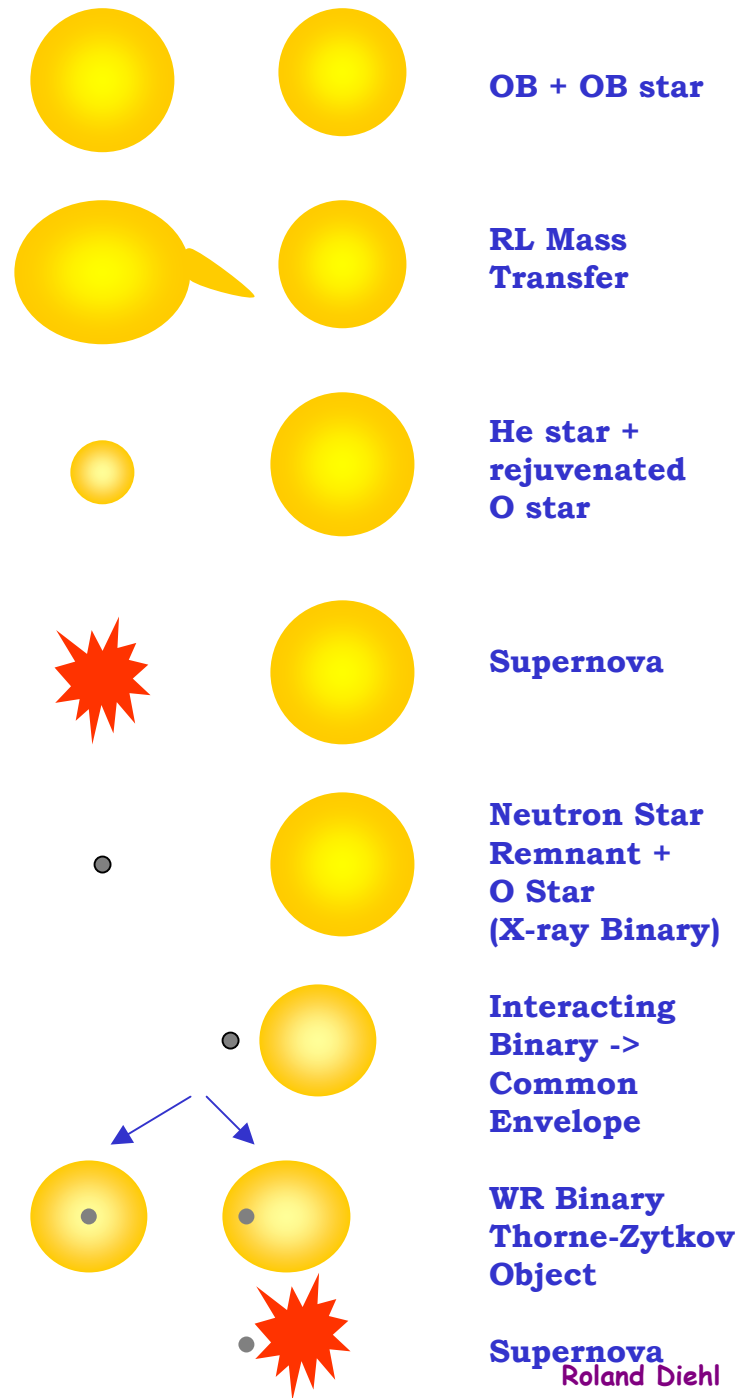 OB + OB star
RL Mass
Transfer
He star +
rejuvenated
O star
Supernova
Neutron Star
Remnant +
O Star
(X-ray Binary)
Interacting
Binary ->
Common
Envelope
WR Binary
Thorne-Zytkov
Object
Supernova
Roland Diehl